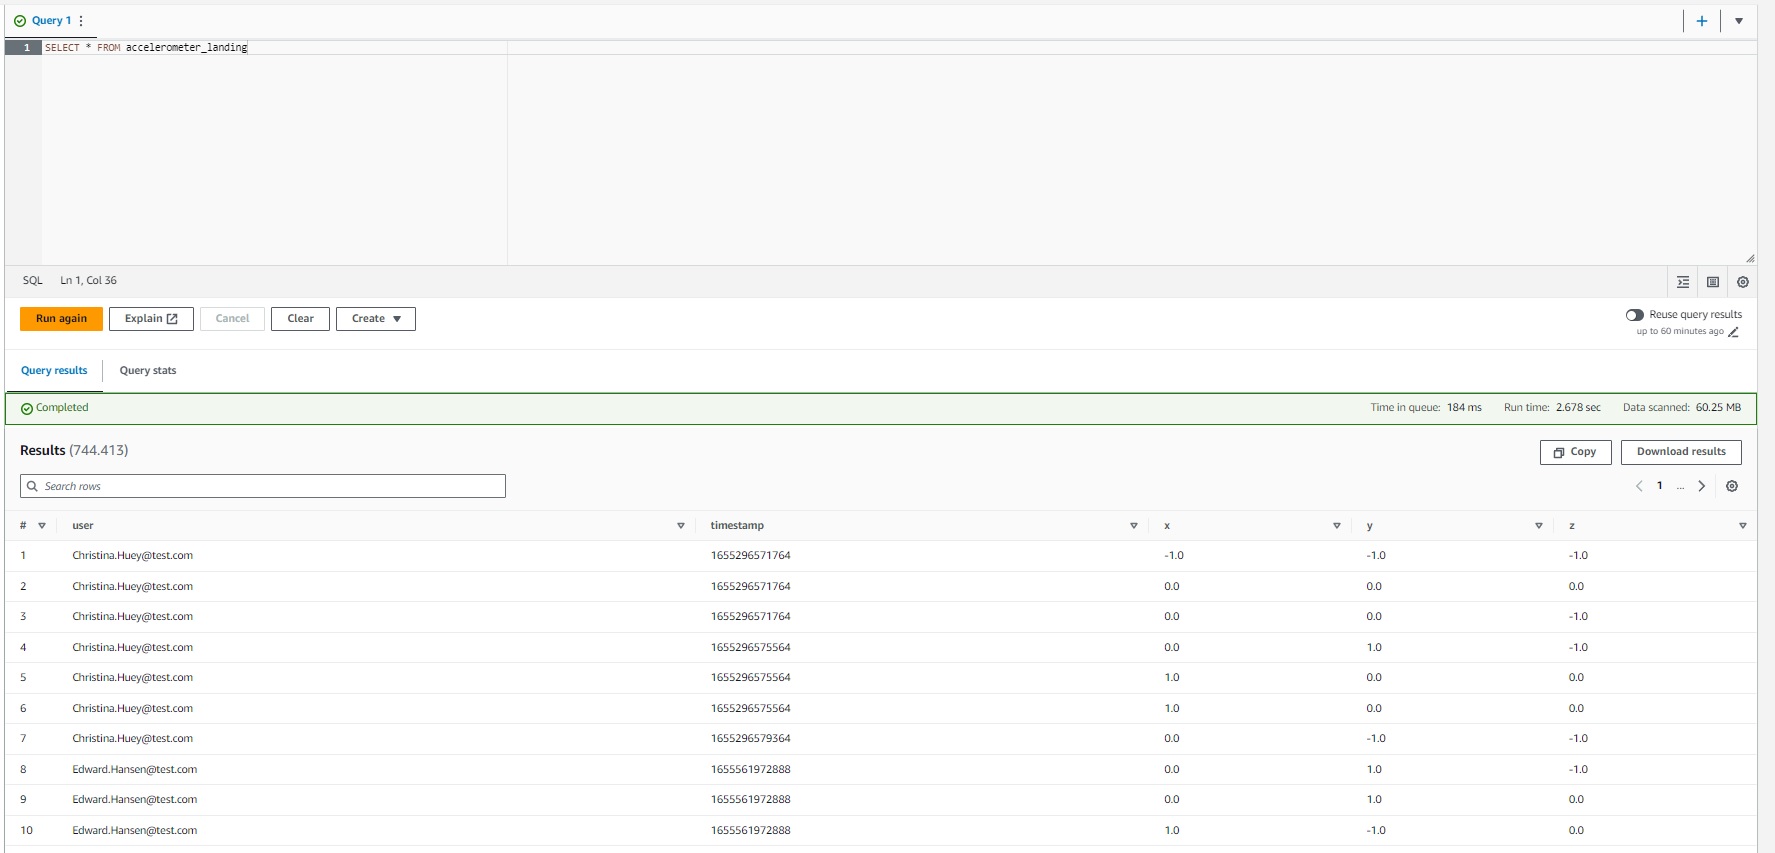 Query 1
1 SELECT * FROM accelerometer_landing
SQL Ln 1, Col 36
Run again Explain Cancel Clear Create
Reuse query results
up to 60 minutes ago
Query results Query stats
Completed Time in queue: 184 ms Run time: 2.678 sec Data scanned: 60.25 MB
Results (744.413) Copy Download results
Search rows 1 ...
# user timestamp x y z
1 Christina.Huey@test.com 1655296571764 -1.0 -1.0 -1.0
2 Christina.Huey@test.com 1655296571764 0.0 0.0 0.0
3 Christina.Huey@test.com 1655296571764 0.0 0.0 -1.0
4 Christina.Huey@test.com 1655296575564 0.0 1.0 -1.0
5 Christina.Huey@test.com 1655296575564 1.0 0.0 0.0
6 Christina.Huey@test.com 1655296575564 1.0 0.0 0.0
7 Christina.Huey@test.com 1655296579364 0.0 -1.0 -1.0
8 Edward.Hansen@test.com 1655561972888 0.0 1.0 -1.0
9 Edward.Hansen@test.com 1655561972888 0.0 1.0 0.0
10 Edward.Hansen@test.com 1655561972888 1.0 -1.0 0.0